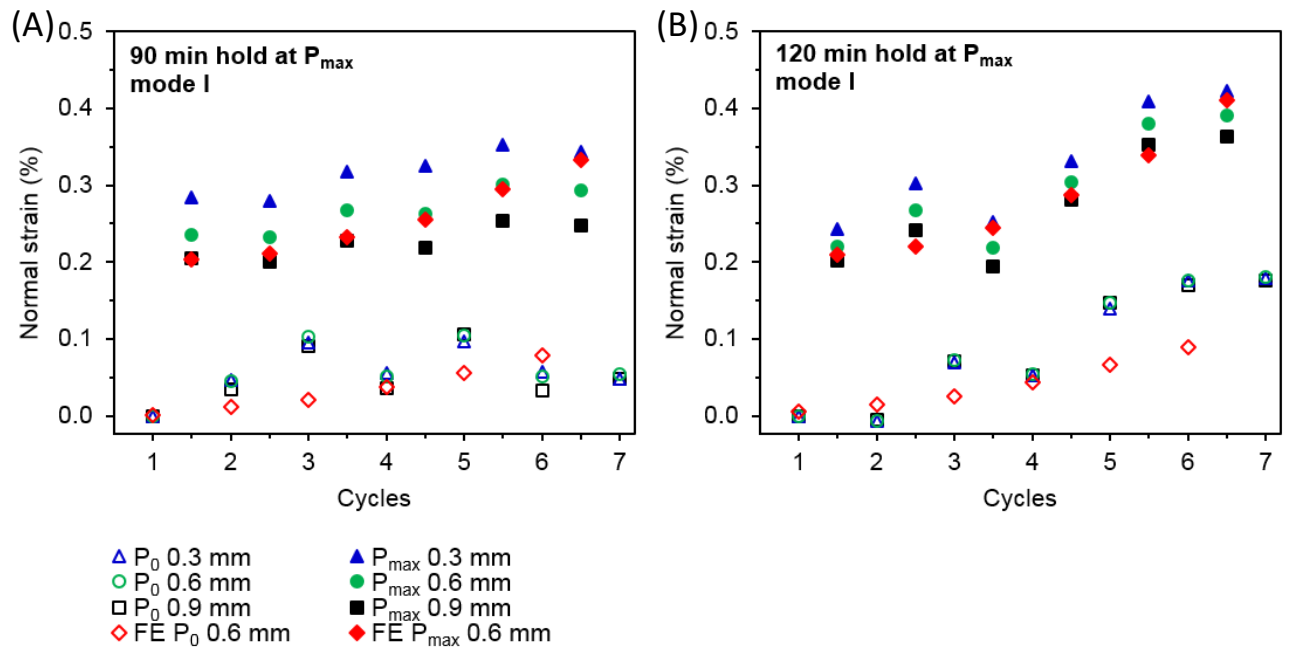 (A)
90 min hold at Pmax
mode I
Normal strain (%)
0.5
0.4
0.3
0.2
0.1
0.0
1 2 3 4 5 6 7
Cycles
(B)
120 min hold at Pmax
mode I
Normal strain (%)
0.5
0.4
0.3
0.2
0.1
0.0
1 2 3 4 5 6 7
Cycles
P0 0.3 mm
P0 0.6 mm
P0 0.9 mm
FE P0 0.6 mm
Pmax 0.3 mm
Pmax 0.6 mm
Pmax 0.9 mm
FE Pmax 0.6 mm